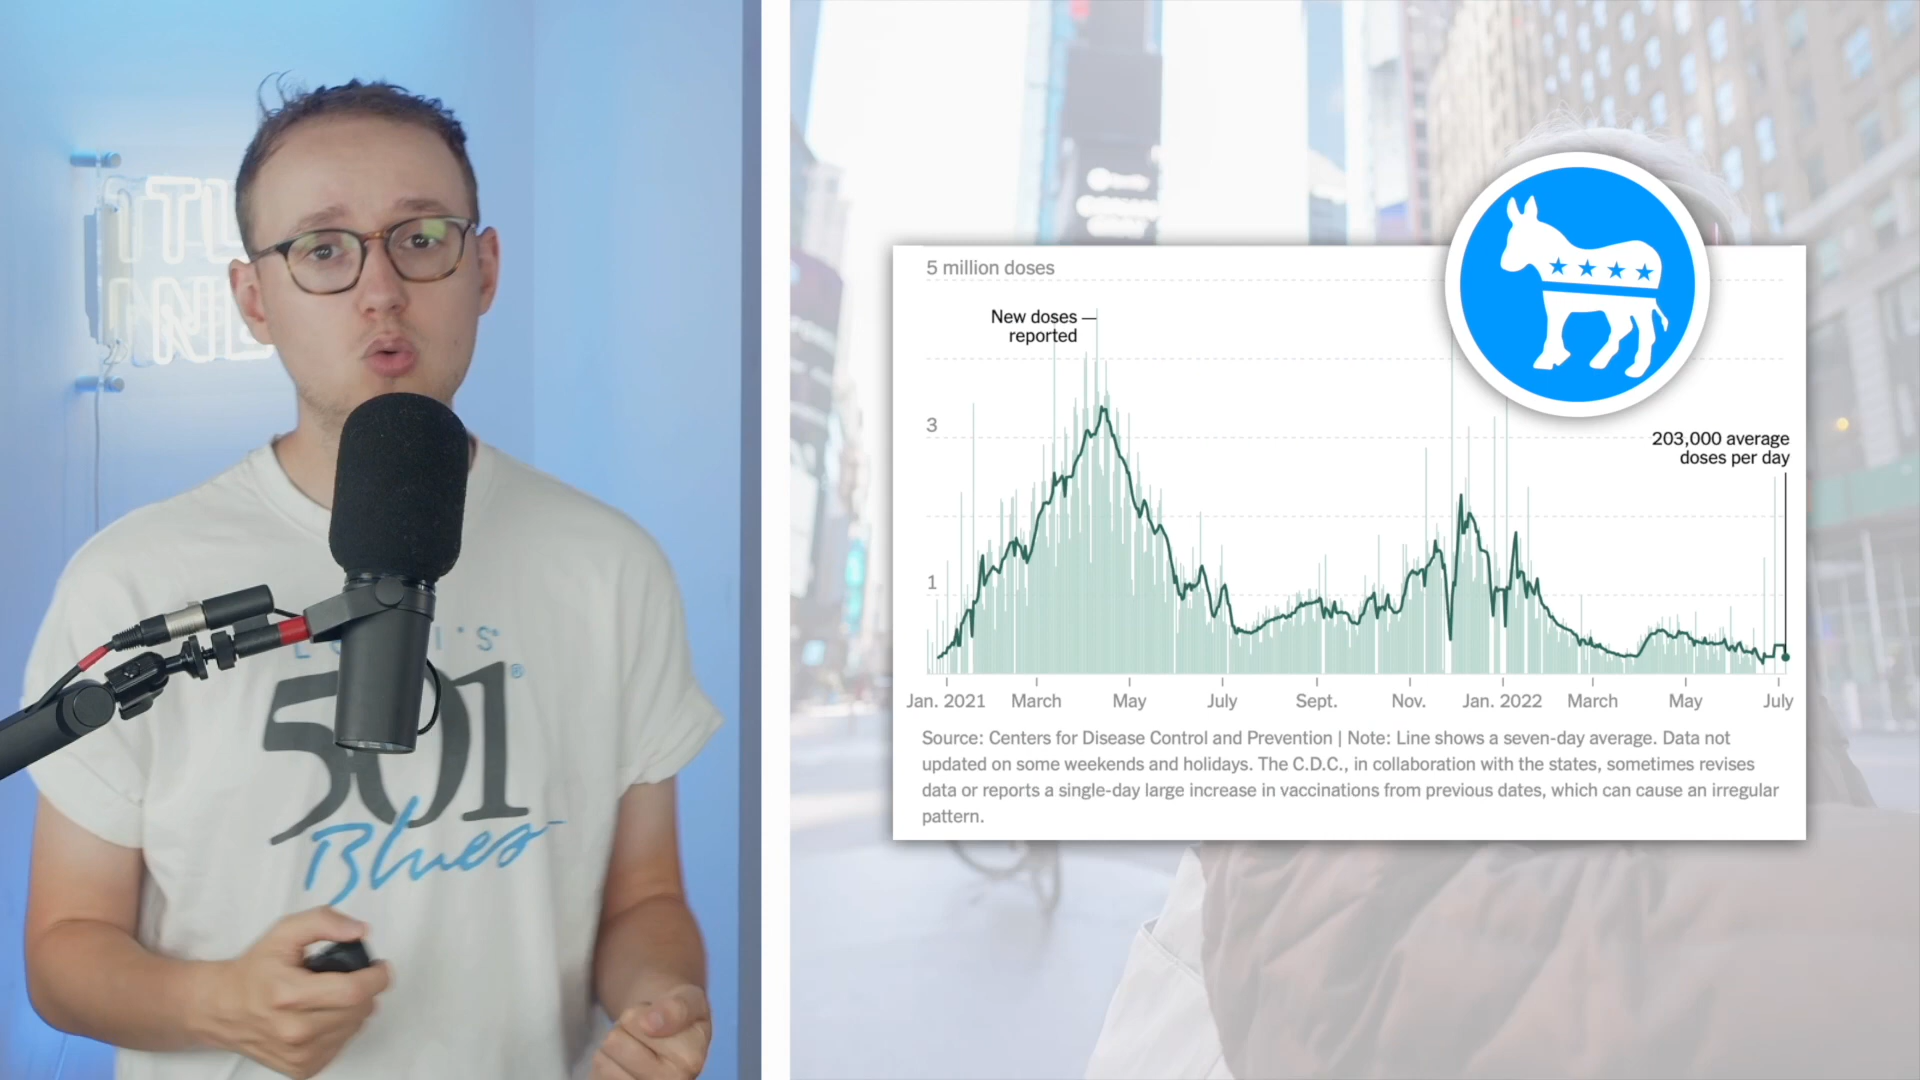 LEVI'S
501®
Blues
5 million doses
New doses
reported
3
203,000 average
doses per day
1
Jan. 2021 March May July Sept. Nov. Jan. 2022 March May July
Source: Centers for Disease Control and Prevention | Note: Line shows a seven-day average. Data not
updated on some weekends and holidays. The C.D.C., in collaboration with the states, sometimes revises
data or reports a single-day large increase in vaccinations from previous dates, which can cause an irregular
pattern.